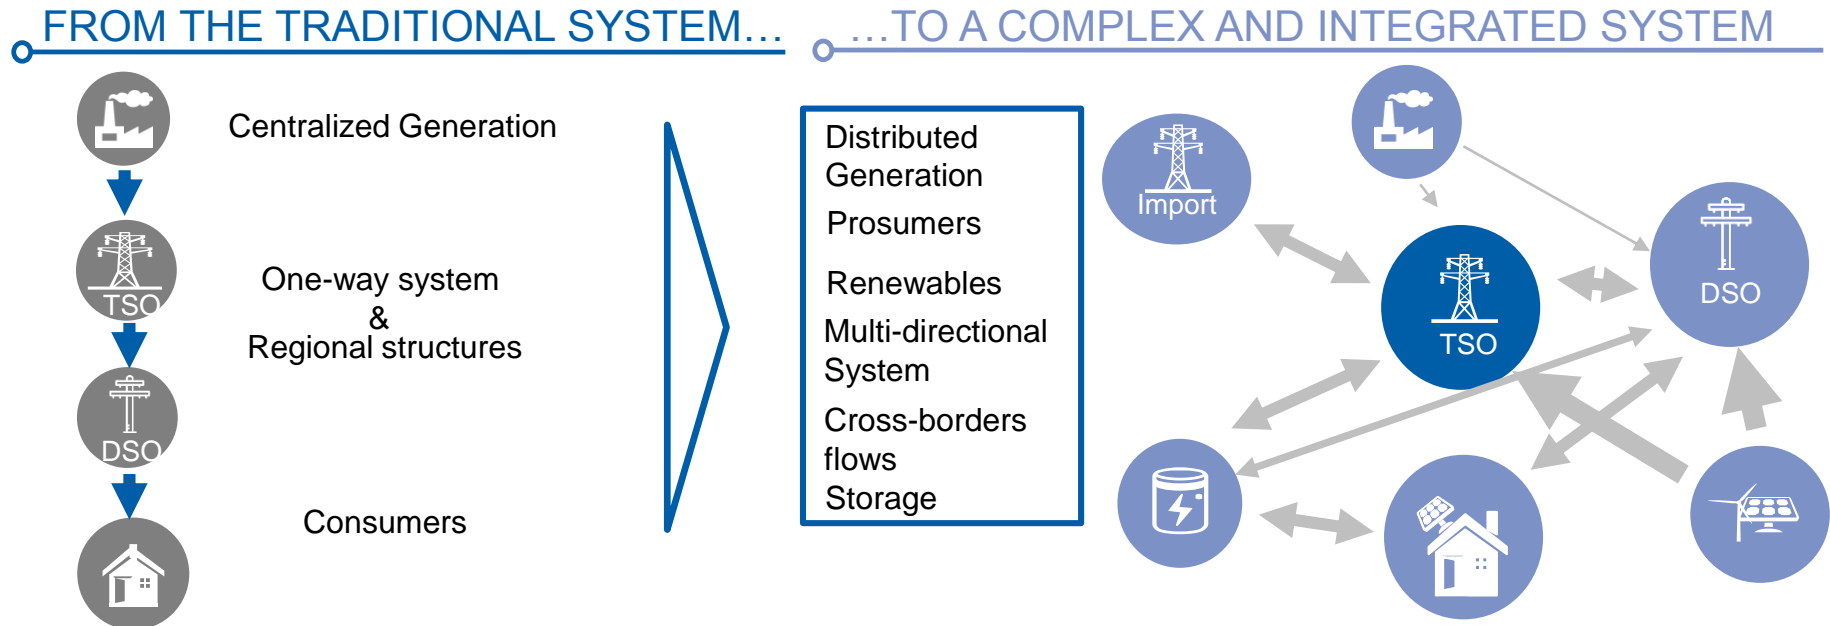 FROM THE TRADITIONAL SYSTEM…
…TO A COMPLEX AND INTEGRATED SYSTEM
Centralized Generation
TSO
One-way system
&
Regional structures
DSO
Consumers
Distributed
Generation
Prosumers
Renewables
Multi-directional
System
Cross-borders
flows
Storage
Import
TSO
DSO